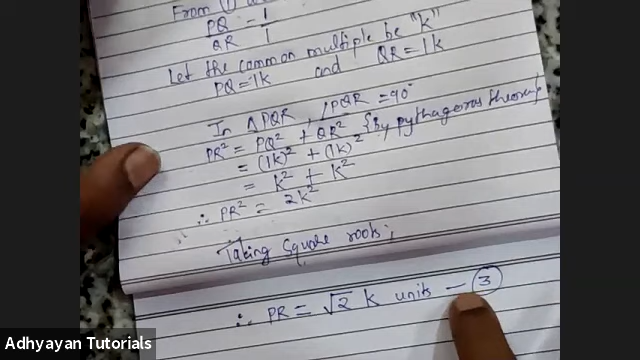 From (1)
PQ/QR = 1/1
Let the common multiple be "k"
PQ = 1k and QR = 1k
In △PQR, ∠PQR = 90°
PR² = PQ² + QR² {By pythagoras theorem}
= (1k)² + (1k)²
= k² + k²
∴ PR² = 2k²
Taking square roots;
∴ PR = √2 k units — ③
Adhyayan Tutorials